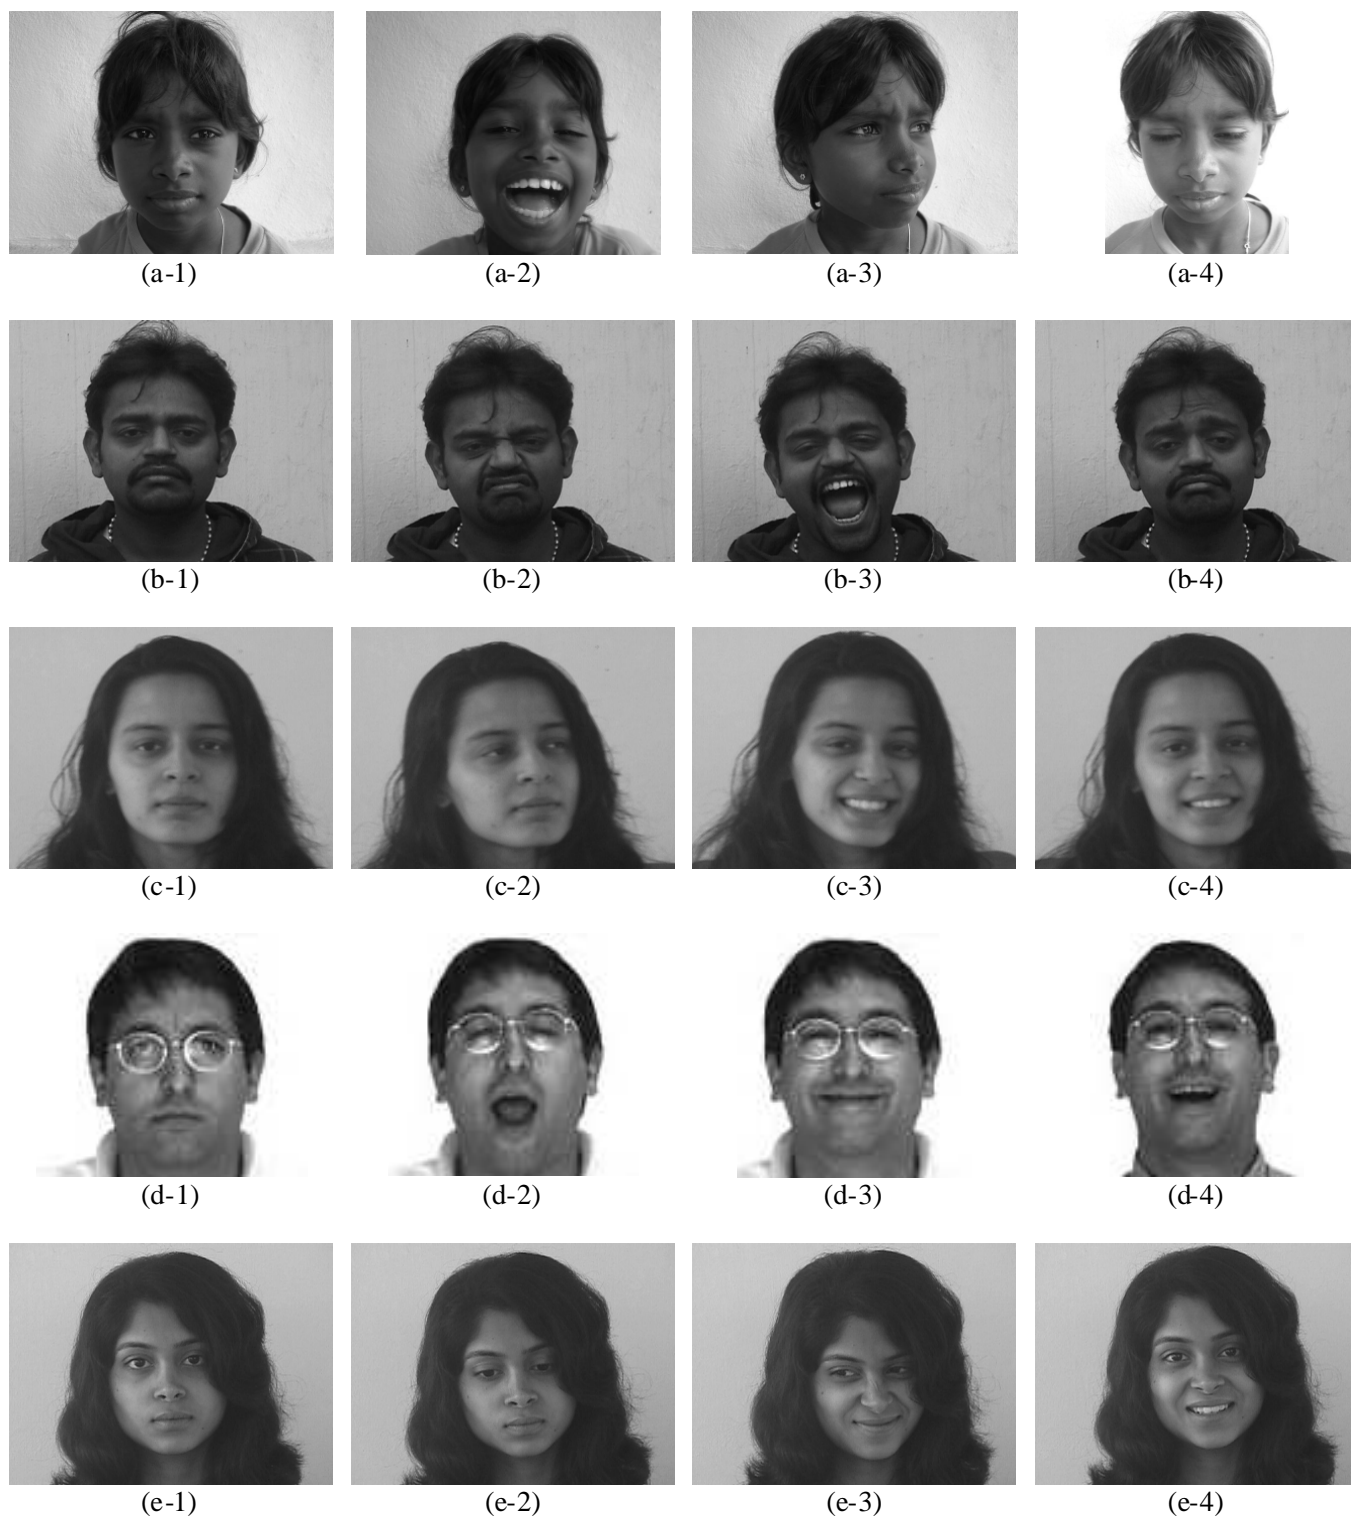 (a-1) (a-2) (a-3) (a-4)
(b-1) (b-2) (b-3) (b-4)
(c-1) (c-2) (c-3) (c-4)
(d-1) (d-2) (d-3) (d-4)
(e-1) (e-2) (e-3) (e-4)